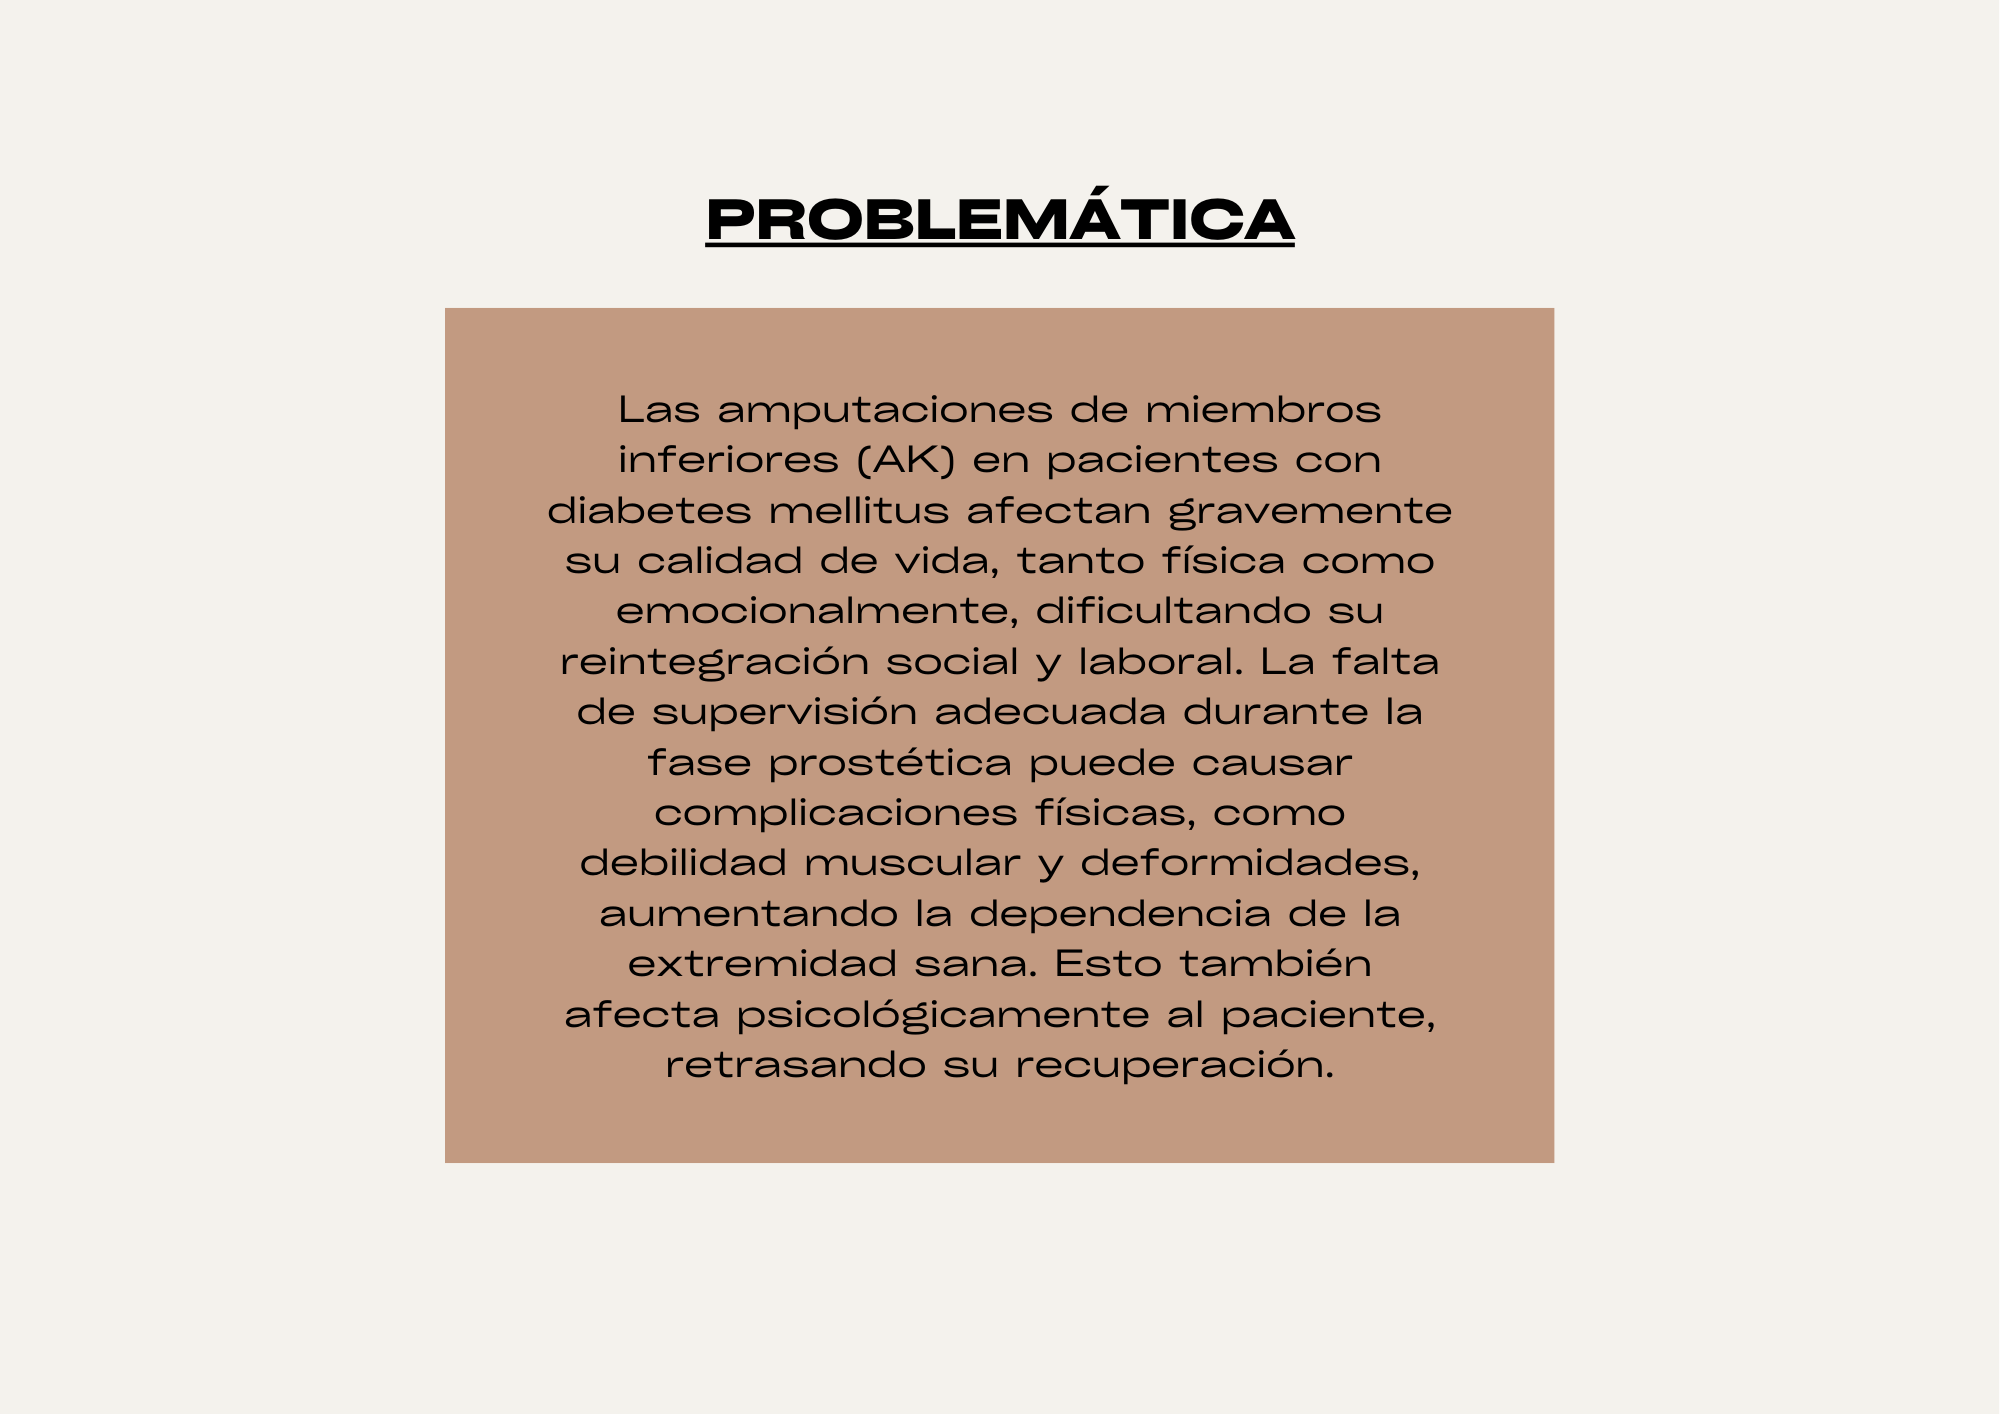 PROBLEMÁTICA
Las amputaciones de miembros
inferiores (AK) en pacientes con
diabetes mellitus afectan gravemente
su calidad de vida, tanto física como
emocionalmente, dificultando su
reintegración social y laboral. La falta
de supervisión adecuada durante la
fase prostética puede causar
complicaciones físicas, como
debilidad muscular y deformidades,
aumentando la dependencia de la
extremidad sana. Esto también
afecta psicológicamente al paciente,
retrasando su recuperación.